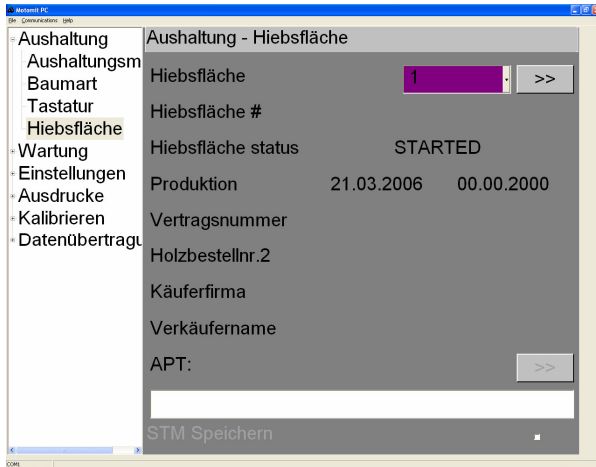 Motomit PC
File Communications Help
Aushaltung
Aushaltungsm
Baumart
Tastatur
Hiebsfläche
Wartung
Einstellungen
Ausdrucke
Kalibrieren
Datenübertragu
Aushaltung - Hiebsfläche
Hiebsfläche 1 >>
Hiebsfläche #
Hiebsfläche status STARTED
Produktion 21.03.2006 00.00.2000
Vertragsnummer
Holzbestellnr.2
Käuferfirma
Verkäufername
APT: >>
STM Speichern
COM1